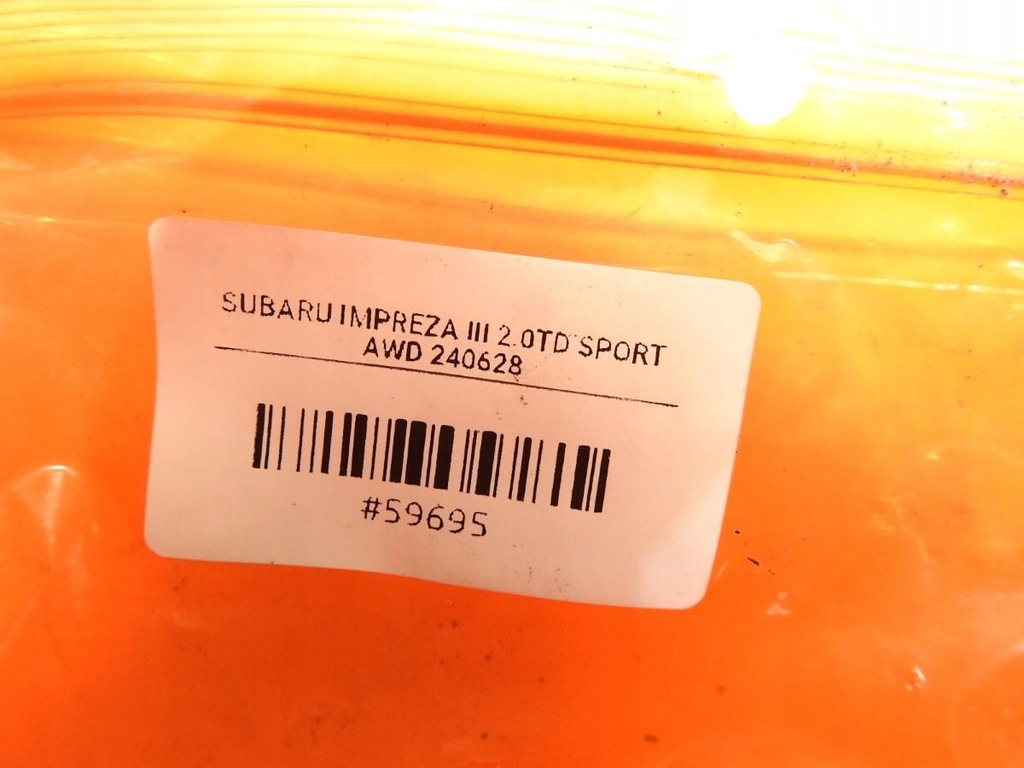 SUBARU IMPREZA III 2.0TD SPORT
AWD 240628
#59695